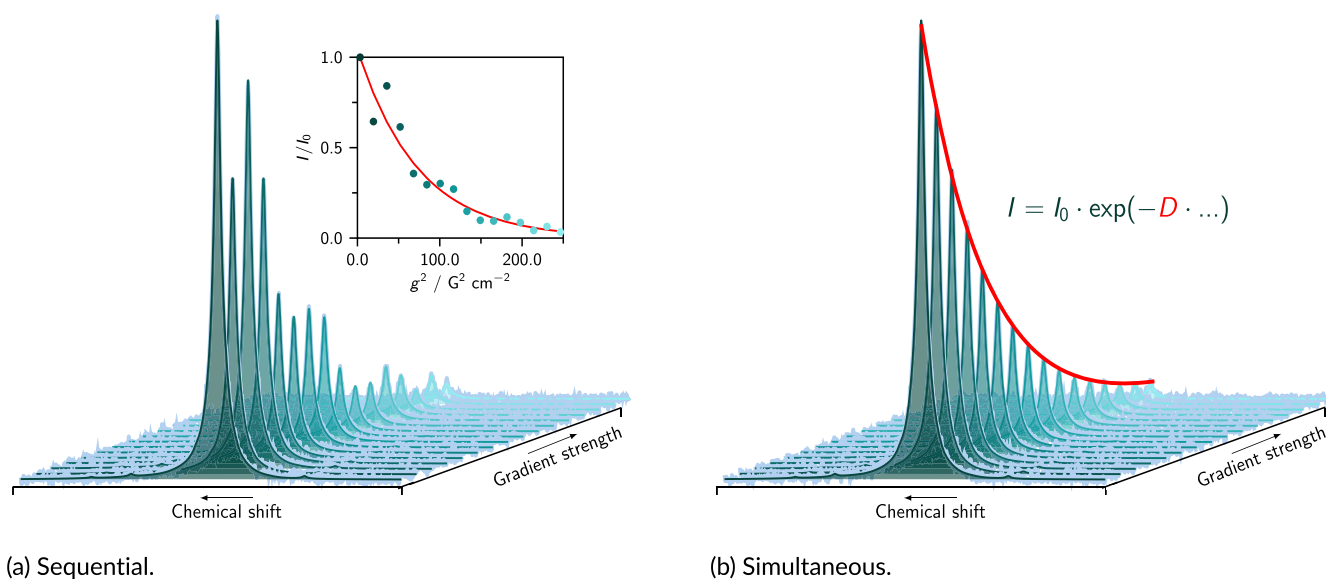 1.0
0.5
0.0
I / I₀
0.0 100.0 200.0
g² / G² cm⁻²
Gradient strength
Chemical shift
(a) Sequential.
I = I₀ · exp(−D · ...)
Gradient strength
Chemical shift
(b) Simultaneous.